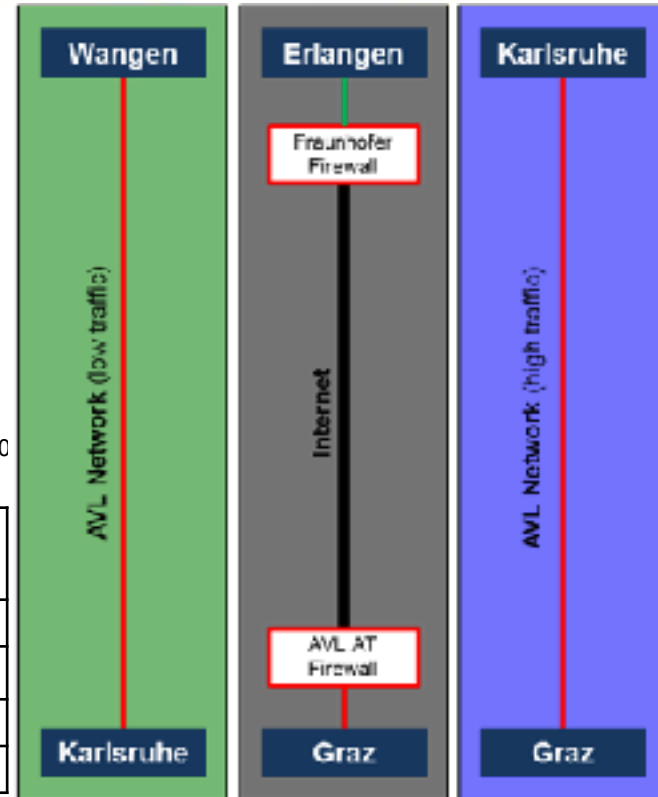 Wangen
AVL Network (low traffic)
Karlsruhe
Erlangen
Fraunhofer
Firewall
Internet
AVL AT
Firewall
Graz
Karlsruhe
AVL Network (high traffic)
Graz